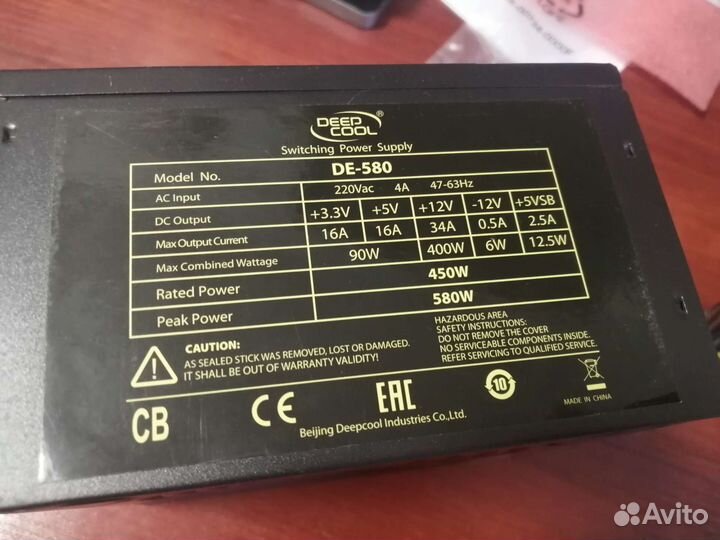 DEEP COOL ®
Switching Power Supply
Model No. DE-580
AC Input 220Vac 4A 47-63Hz
DC Output +3.3V +5V +12V -12V +5VSB
Max Output Current 16A 16A 34A 0.5A 2.5A
Max Combined Wattage 90W 400W 6W 12.5W
Rated Power 450W
Peak Power 580W
CAUTION:
AS SEALED STICK WAS REMOVED, LOST OR DAMAGED.
IT SHALL BE OUT OF WARRANTY VALIDITY!
HAZARDOUS AREA
SAFETY INSTRUCTIONS:
DO NOT REMOVE THE COVER
NO SERVICEABLE COMPONENTS INSIDE.
REFER SERVICING TO QUALIFIED SERVICE.
CB CE EAC 10
MADE IN CHINA
Beijing Deepcool Industries Co.,Ltd.
Avito